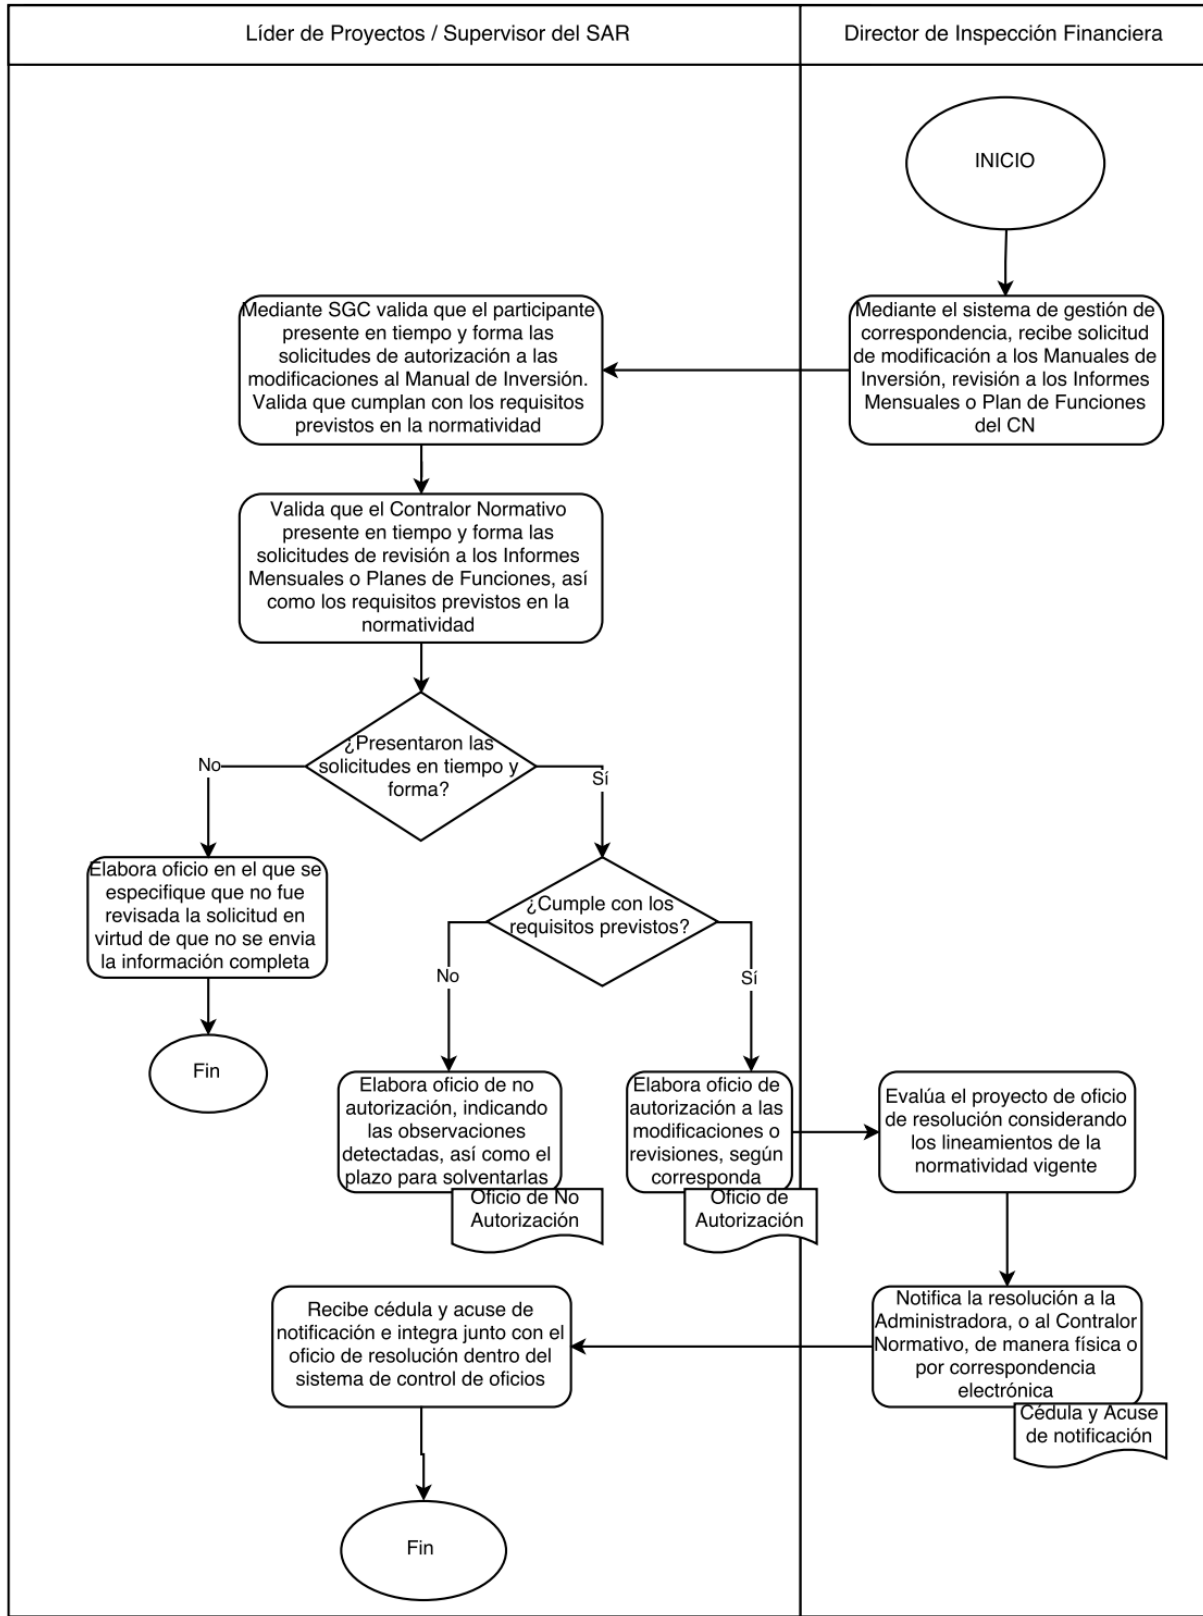 Líder de Proyectos / Supervisor del SAR
Director de Inspección Financiera
INICIO
Mediante el sistema de gestión de
correspondencia, recibe solicitud
de modificación a los Manuales de
Inversión, revisión a los Informes
Mensuales o Plan de Funciones
del CN
Mediante SGC valida que el participante
presente en tiempo y forma las
solicitudes de autorización a las
modificaciones al Manual de Inversión.
Valida que cumplan con los requisitos
previstos en la normatividad
Valida que el Contralor Normativo
presente en tiempo y forma las
solicitudes de revisión a los Informes
Mensuales o Planes de Funciones, así
como los requisitos previstos en la
normatividad
¿Presentaron las
solicitudes en tiempo y
forma?
No
Sí
Elabora oficio en el que se
especifique que no fue
revisada la solicitud en
virtud de que no se envia
la información completa
Fin
¿Cumple con los
requisitos previstos?
No
Sí
Elabora oficio de no
autorización, indicando
las observaciones
detectadas, así como el
plazo para solventarlas
Oficio de No
Autorización
Elabora oficio de
autorización a las
modificaciones o
revisiones, según
corresponda
Oficio de
Autorización
Evalúa el proyecto de oficio
de resolución considerando
los lineamientos de la
normatividad vigente
Notifica la resolución a la
Administradora, o al Contralor
Normativo, de manera física o
por correspondencia
electrónica
Cédula y Acuse
de notificación
Recibe cédula y acuse de
notificación e integra junto con el
oficio de resolución dentro del
sistema de control de oficios
Fin